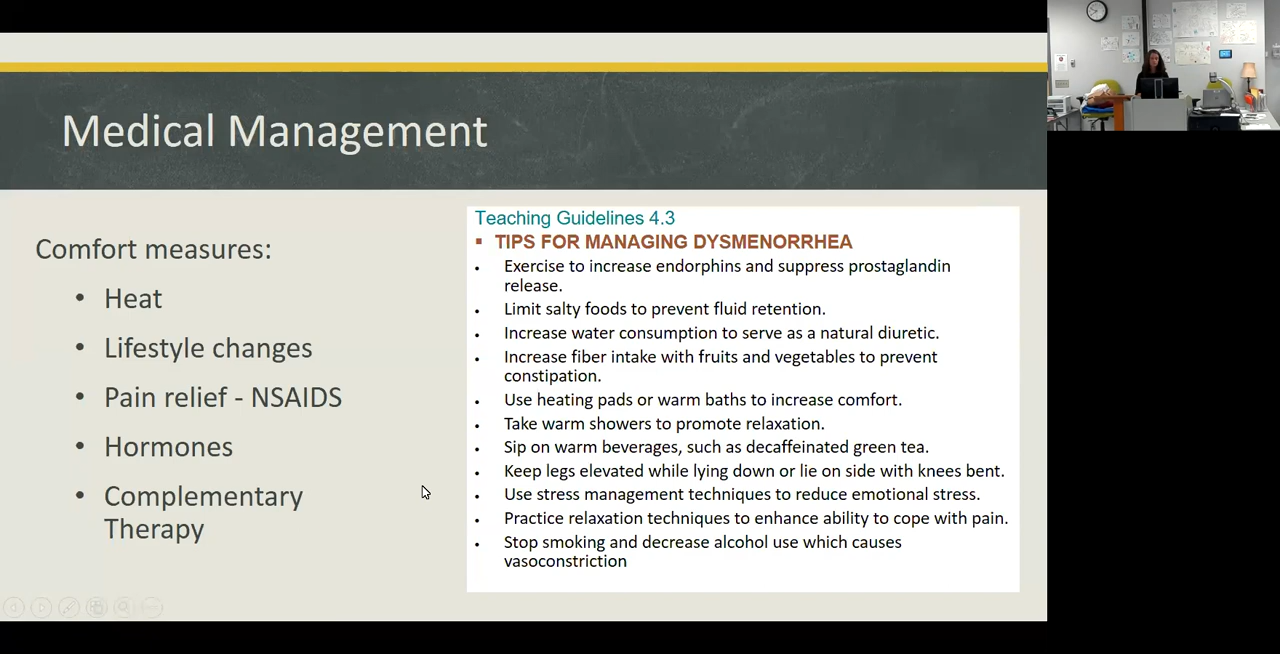 Medical Management
Comfort measures:
• Heat
• Lifestyle changes
• Pain relief - NSAIDS
• Hormones
• Complementary
Therapy
Teaching Guidelines 4.3
▪ TIPS FOR MANAGING DYSMENORRHEA
• Exercise to increase endorphins and suppress prostaglandin
release.
• Limit salty foods to prevent fluid retention.
• Increase water consumption to serve as a natural diuretic.
• Increase fiber intake with fruits and vegetables to prevent
constipation.
• Use heating pads or warm baths to increase comfort.
• Take warm showers to promote relaxation.
• Sip on warm beverages, such as decaffeinated green tea.
• Keep legs elevated while lying down or lie on side with knees bent.
• Use stress management techniques to reduce emotional stress.
• Practice relaxation techniques to enhance ability to cope with pain.
• Stop smoking and decrease alcohol use which causes
vasoconstriction